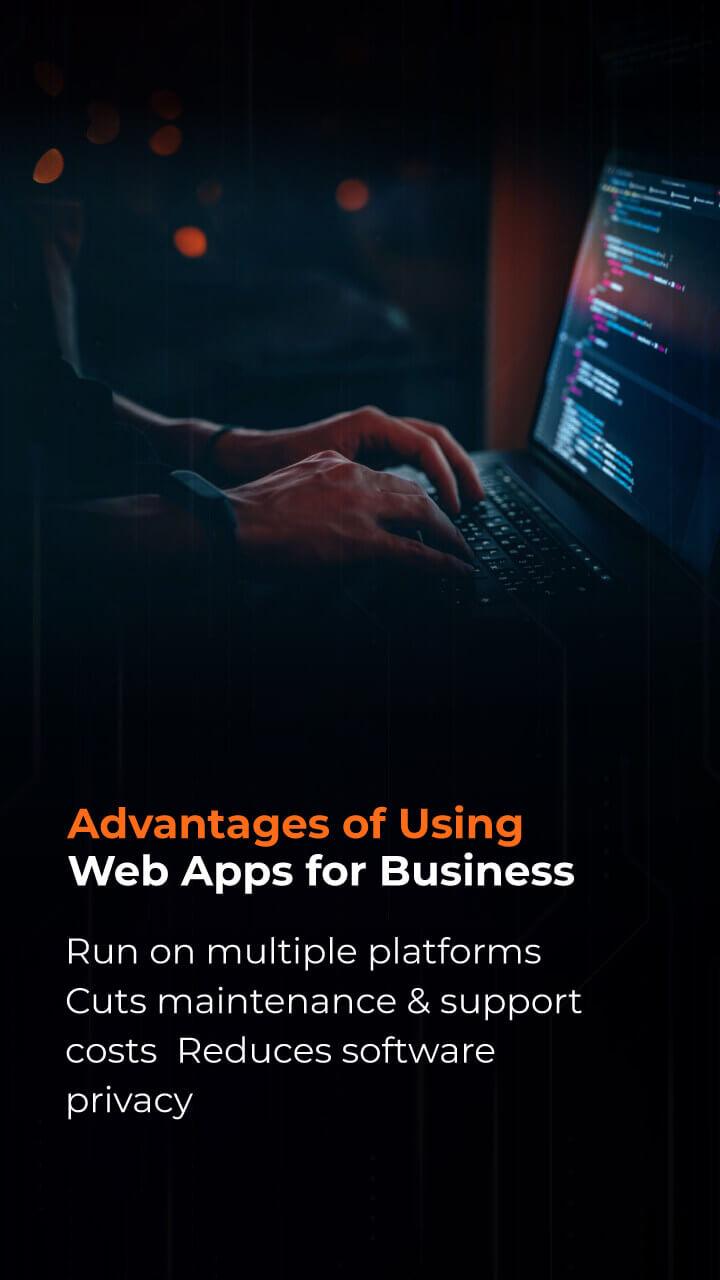 Advantages of Using
Web Apps for Business
Run on multiple platforms
Cuts maintenance & support
costs  Reduces software
privacy